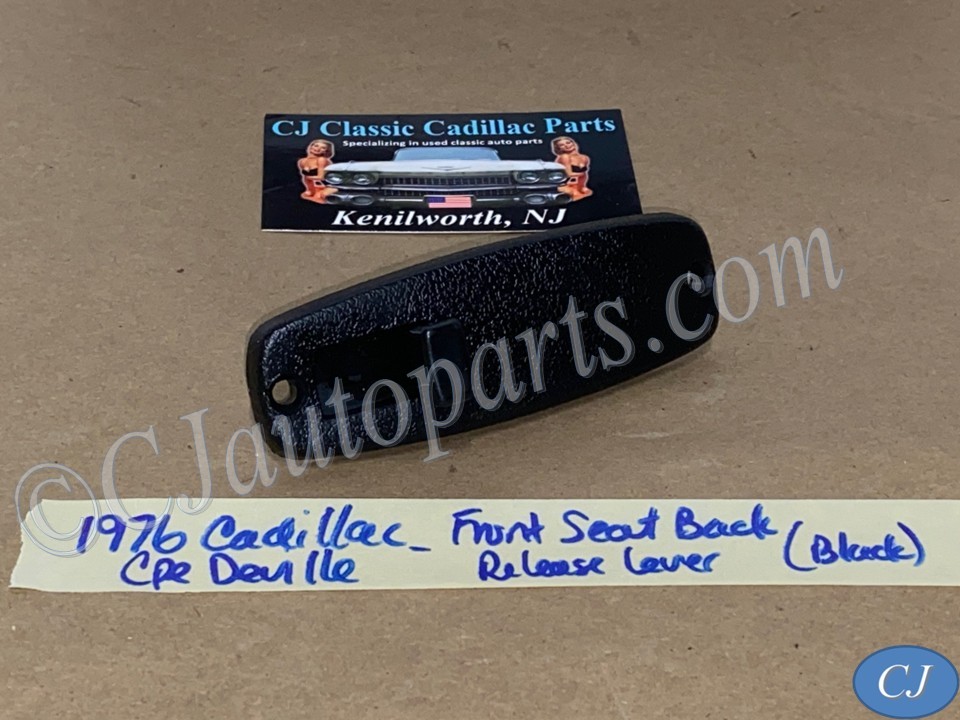 CJ Classic Cadillac Parts
Specializing in used classic auto parts
Kenilworth, NJ
©CJautoparts.com
1976 Cadillac - Front Seat Back (Black)
Cpe Deville Release Lever
CJ